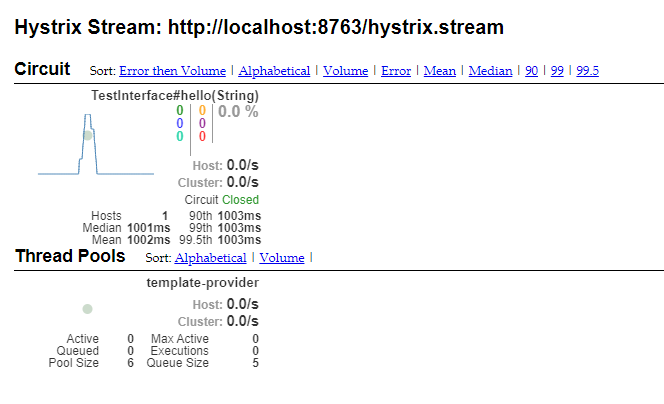 Hystrix Stream: http://localhost:8763/hystrix.stream
Circuit Sort: Error then Volume | Alphabetical | Volume | Error | Mean | Median | 90 | 99 | 99.5
TestInterface#hello(String)
0 0 0.0 %
0 0
0 0
Host: 0.0/s
Cluster: 0.0/s
Circuit Closed
Hosts 1 90th 1003ms
Median 1001ms 99th 1003ms
Mean 1002ms 99.5th 1003ms
Thread Pools Sort: Alphabetical | Volume |
template-provider
Host: 0.0/s
Cluster: 0.0/s
Active 0 Max Active 0
Queued 0 Executions 0
Pool Size 6 Queue Size 5